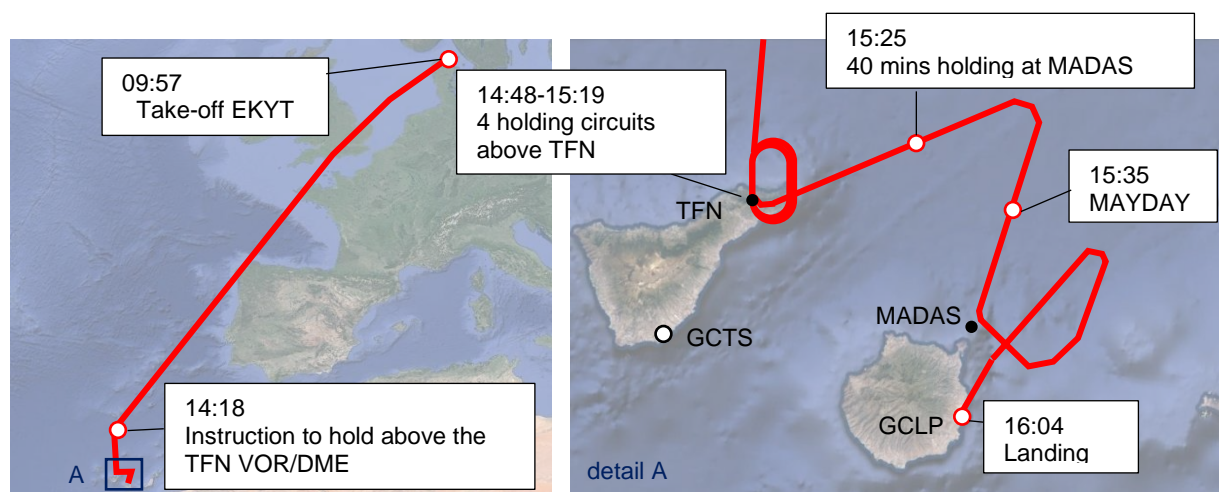 09:57
Take-off EKYT
14:48-15:19
4 holding circuits
above TFN
14:18
Instruction to hold above the
TFN VOR/DME
A
15:25
40 mins holding at MADAS
15:35
MAYDAY
TFN
GCTS
MADAS
GCLP
16:04
Landing
detail A